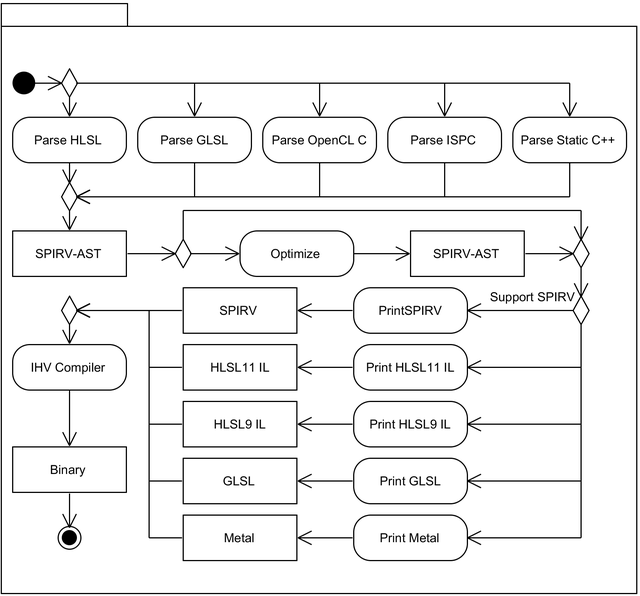 Parse HLSL
Parse GLSL
Parse OpenCL C
Parse ISPC
Parse Static C++
SPIRV-AST
Optimize
SPIRV-AST
Support SPIRV
SPIRV
PrintSPIRV
IHV Compiler
HLSL11 IL
Print HLSL11 IL
HLSL9 IL
Print HLSL9 IL
Binary
GLSL
Print GLSL
Metal
Print Metal